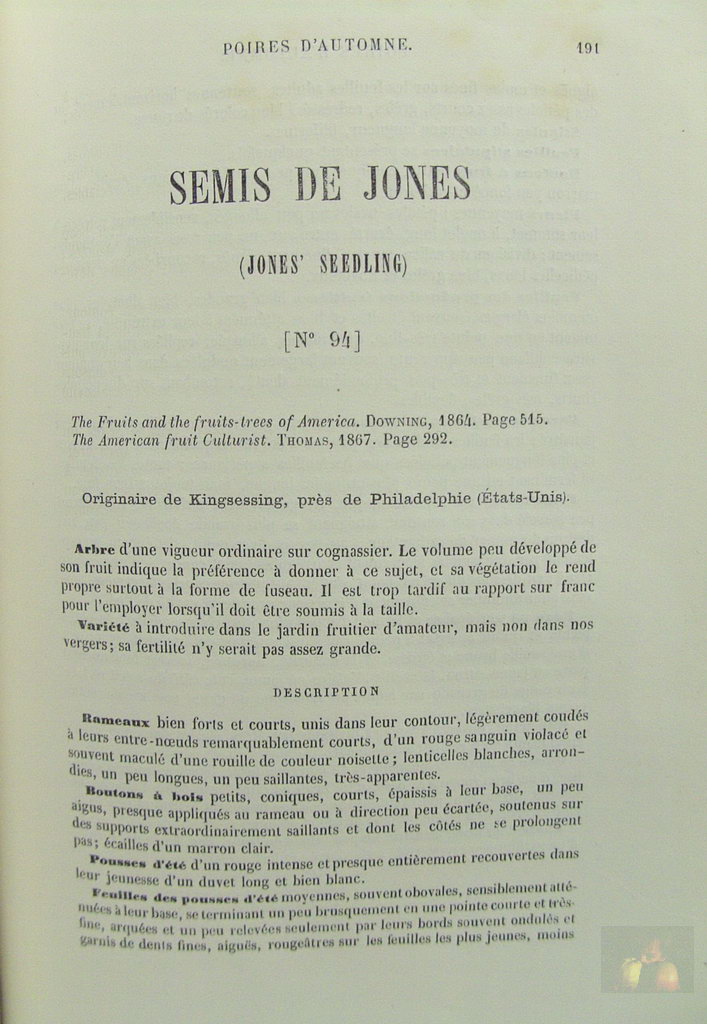 POIRES D'AUTOMNE. 191
SEMIS DE JONES
(JONES' SEEDLING)
[N° 94]
The Fruits and the fruits-trees of America. DOWNING, 1864. Page 515.
The American fruit Culturist. THOMAS, 1867. Page 292.
Originaire de Kingsessing, près de Philadelphie (États-Unis).
Arbre d'une vigueur ordinaire sur cognassier. Le volume peu développé de
son fruit indique la préférence à donner à ce sujet, et sa végétation le rend
propre surtout à la forme de fuseau. Il est trop tardif au rapport sur franc
pour l'employer lorsqu'il doit être soumis à la taille.
Variété à introduire dans le jardin fruitier d'amateur, mais non dans nos
vergers; sa fertilité n'y serait pas assez grande.
DESCRIPTION
Rameaux bien forts et courts, unis dans leur contour, légèrement coudés
à leurs entre-nœuds remarquablement courts, d'un rouge sanguin violacé et
souvent maculé d'une rouille de couleur noisette; lenticelles blanches, arron-
dies, un peu longues, un peu saillantes, très-apparentes.
Boutons à bois petits, coniques, courts, épaissis à leur base, un peu
aigus, presque appliqués au rameau ou à direction peu écartée, soutenus sur
des supports extraordinairement saillants et dont les côtés ne se prolongent
pas; écailles d'un marron clair.
Pousses d'été d'un rouge intense et presque entièrement recouvertes dans
leur jeunesse d'un duvet long et bien blanc.
Feuilles des pousses d'été moyennes, souvent obovales, sensiblement atté-
nuées à leur base, se terminant un peu brusquement en une pointe courte et très-
fine, arquées et un peu relevées seulement par leurs bords souvent ondulés et
garnis de dents fines, aiguës, rougeâtres sur les feuilles les plus jeunes, moins